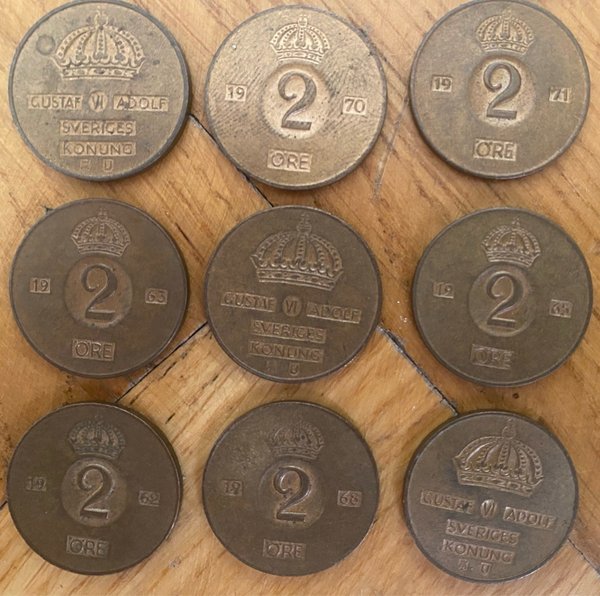 GUSTAF VI ADOLF
SVERIGES
KONUNG
U
19 2 70
ÖRE
19 2 71
ÖRE
19 2 63
ÖRE
GUSTAF VI ADOLF
SVERIGES
KONUNG
U
19 2
ÖRE
19 2
ÖRE
19 2 68
ÖRE
GUSTAF VI ADOLF
SVERIGES
KONUNG
U